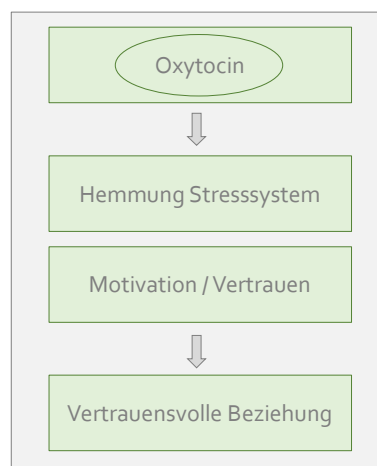 Oxytocin
Hemmung Stresssystem
Motivation / Vertrauen
Vertrauensvolle Beziehung